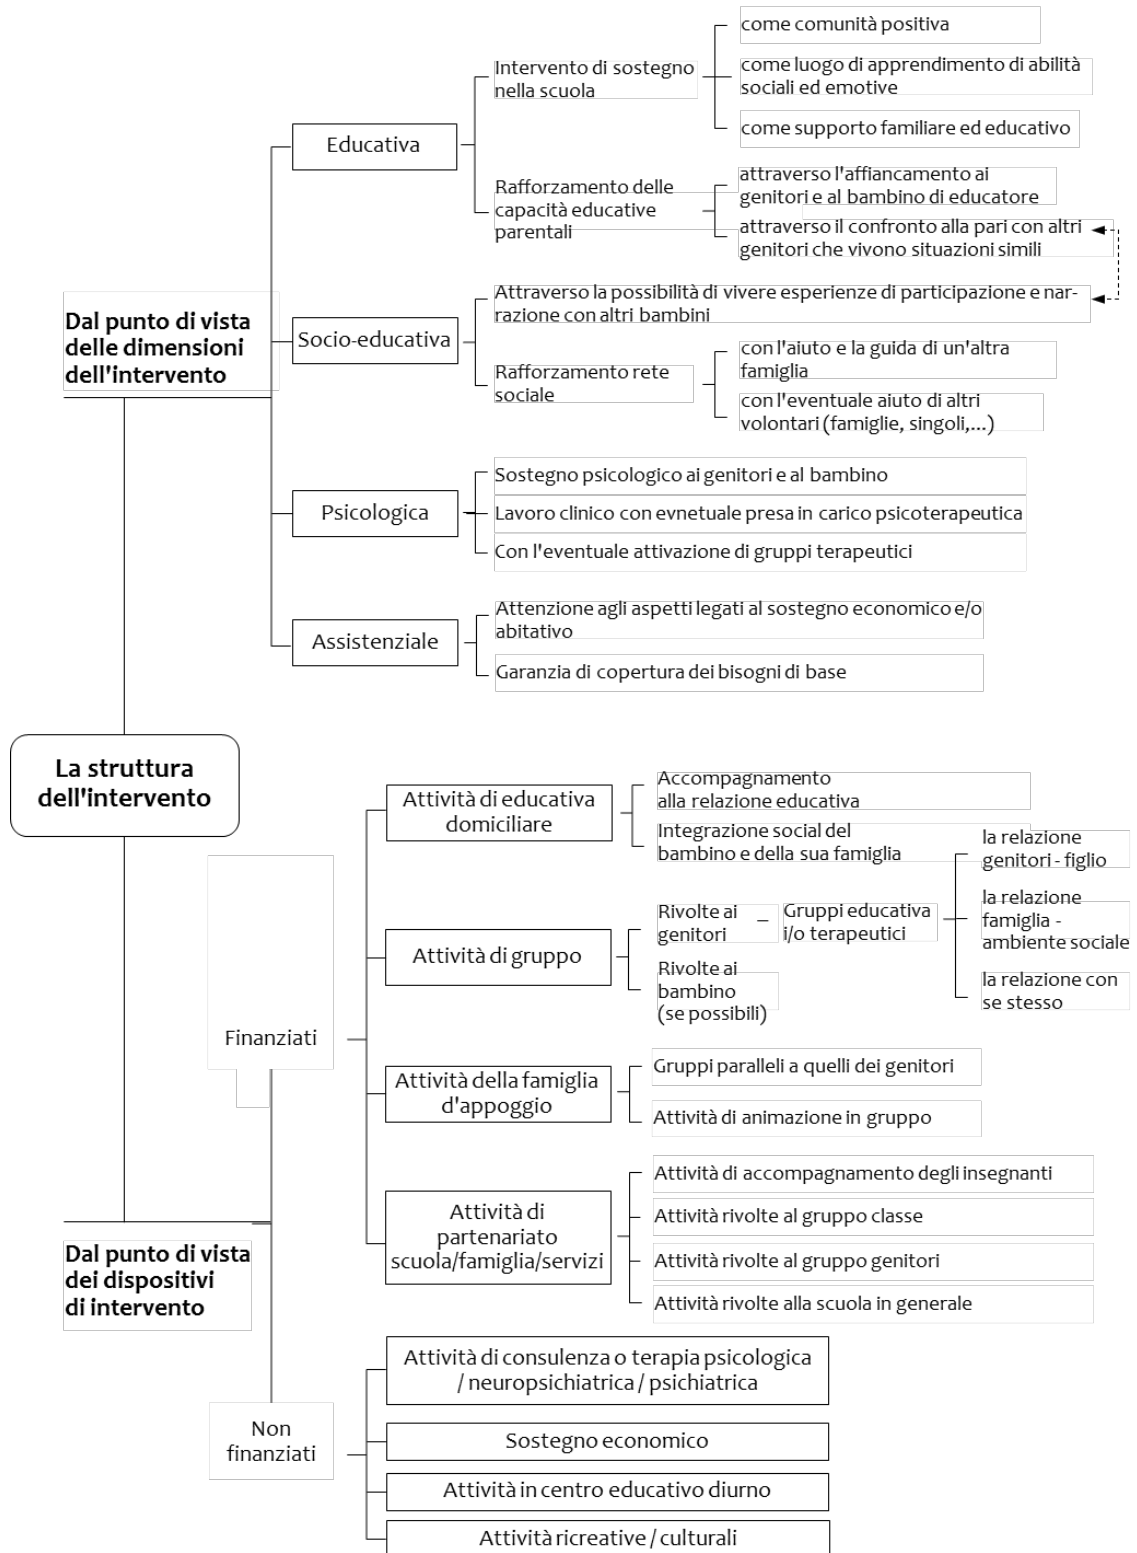 come comunità positiva
Intervento di sostegno
nella scuola
come luogo di apprendimento di abilità
sociali ed emotive
come supporto familiare ed educativo
Educativa
Rafforzamento delle
capacità educative
parentali
attraverso l'affiancamento ai
genitori e al bambino di educatore
attraverso il confronto alla pari con altri
genitori che vivono situazioni simili
Dal punto di vista
delle dimensioni
dell'intervento
Socio-educativa
Attraverso la possibilità di vivere esperienze di participazione e nar-
razione con altri bambini
Rafforzamento rete
sociale
con l'aiuto e la guida di un'altra
famiglia
con l'eventuale aiuto di altri
volontari (famiglie, singoli,...)
Psicologica
Sostegno psicologico ai genitori e al bambino
Lavoro clinico con evnetuale presa in carico psicoterapeutica
Con l'eventuale attivazione di gruppi terapeutici
Assistenziale
Attenzione agli aspetti legati al sostegno economico e/o
abitativo
Garanzia di copertura dei bisogni di base
La struttura
dell'intervento
Finanziati
Attività di educativa
domiciliare
Accompagnamento
alla relazione educativa
Integrazione social del
bambino e della sua famiglia
Attività di gruppo
Rivolte ai
genitori
Gruppi educativa
i/o terapeutici
la relazione
genitori - figlio
la relazione
famiglia -
ambiente sociale
la relazione con
se stesso
Rivolte ai
bambino
(se possibili)
Attività della famiglia
d'appoggio
Gruppi paralleli a quelli dei genitori
Attività di animazione in gruppo
Attività di
partenariato
scuola/famiglia/servizi
Attività di accompagnamento degli insegnanti
Attività rivolte al gruppo classe
Attività rivolte al gruppo genitori
Attività rivolte alla scuola in generale
Dal punto di vista
dei dispositivi
di intervento
Non
finanziati
Attività di consulenza o terapia psicologica
/ neuropsichiatrica / psichiatrica
Sostegno economico
Attività in centro educativo diurno
Attività ricreative / culturali